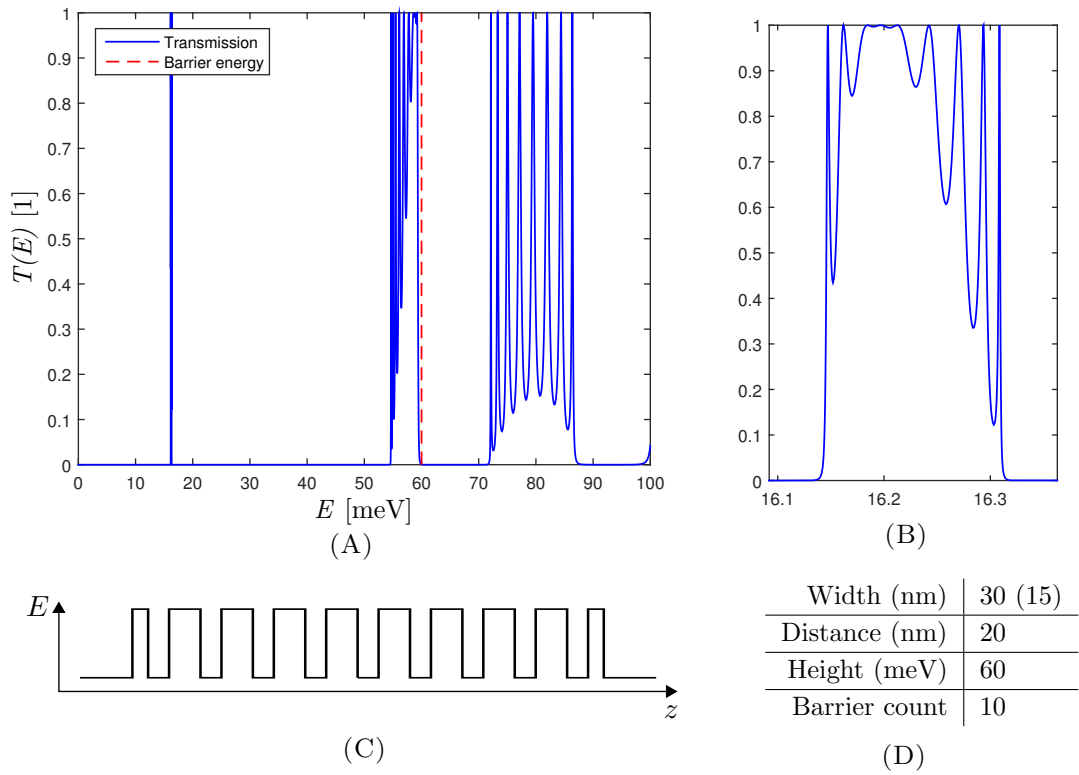 1
0.9
0.8
0.7
0.6
0.5
0.4
0.3
0.2
0.1
0
T(E) [1]
Transmission
Barrier energy
0 10 20 30 40 50 60 70 80 90 100
E [meV]
(A)
1
0.9
0.8
0.7
0.6
0.5
0.4
0.3
0.2
0.1
0
16.1 16.2 16.3
(B)
E
z
(C)
Width (nm) 30 (15)
Distance (nm) 20
Height (meV) 60
Barrier count 10
(D)